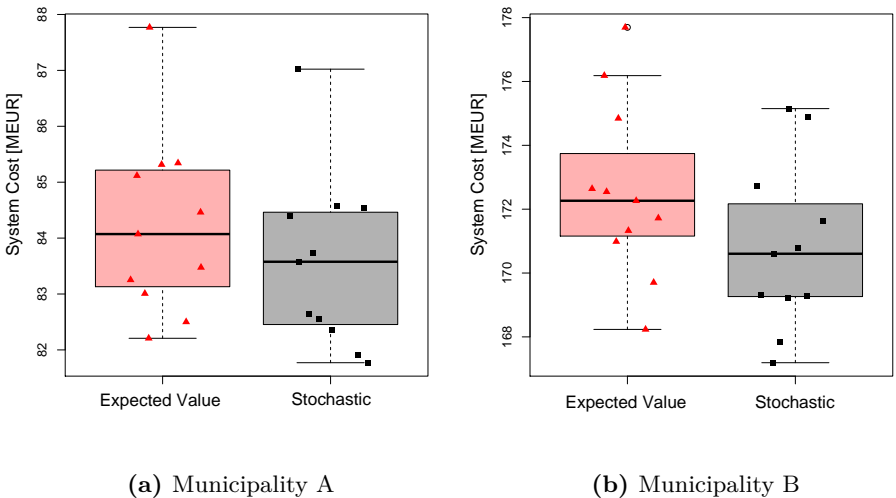 System Cost [MEUR]
88
87
86
85
84
83
82
Expected Value
Stochastic
System Cost [MEUR]
178
176
174
172
170
168
Expected Value
Stochastic
(a) Municipality A
(b) Municipality B